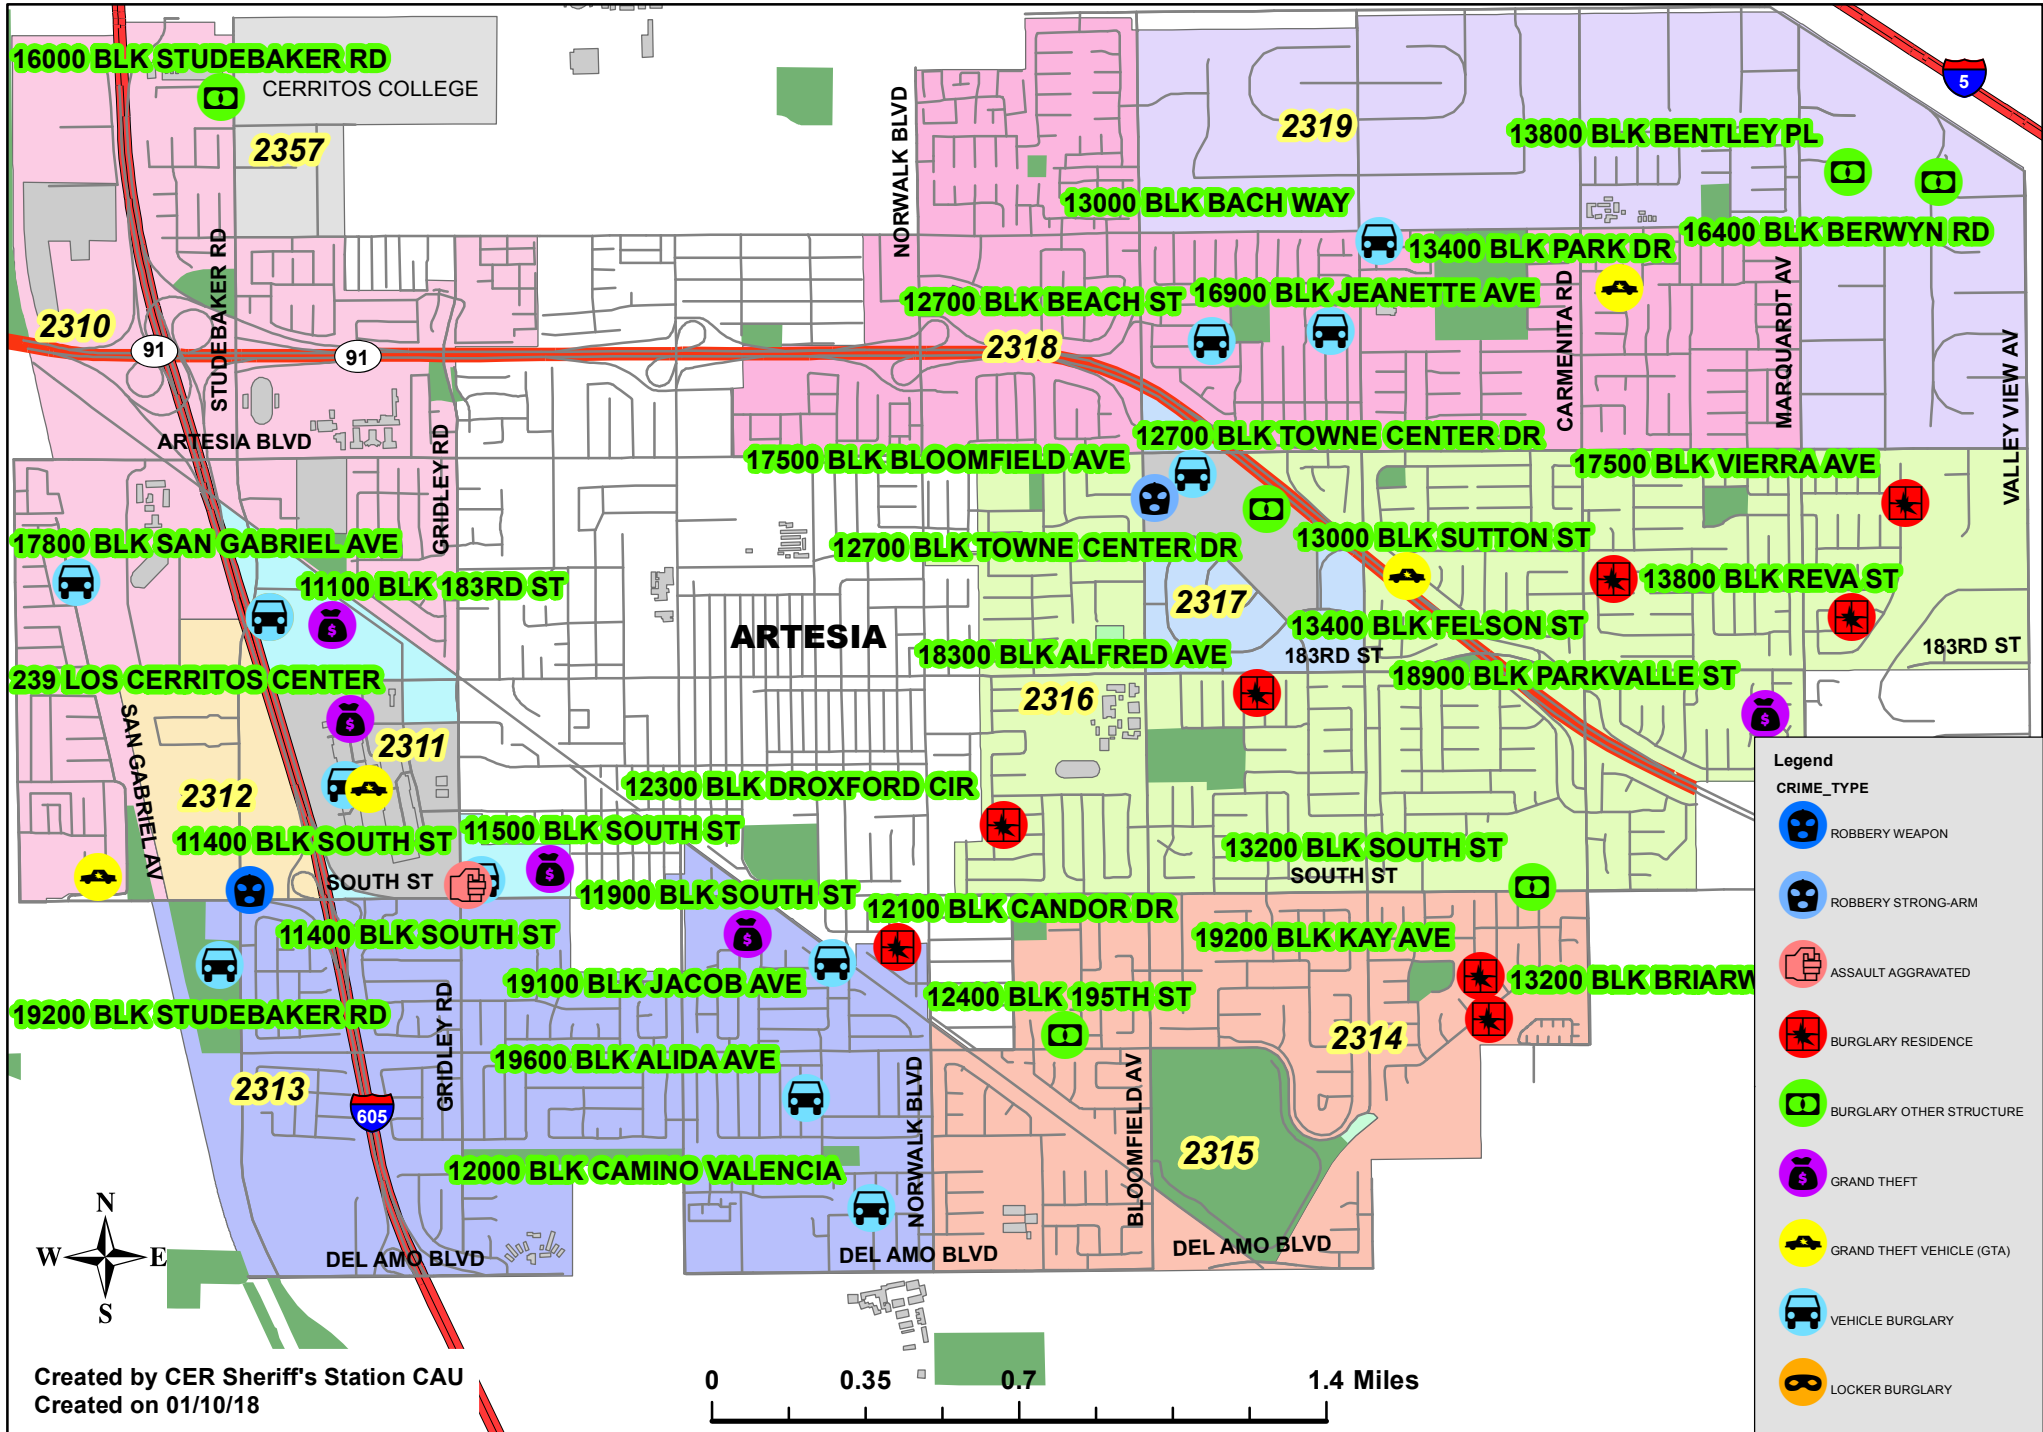 16000 BLK STUDEBAKER RD
CERRITOS COLLEGE
2357
NORWALK BLVD
2319
5
13800 BLK BENTLEY PL
13000 BLK BACH WAY
16400 BLK BERWYN RD
13400 BLK PARK DR
STUDEBAKER RD
12700 BLK BEACH ST
16900 BLK JEANETTE AVE
CARMENITA RD
MARQUARDT AV
2310
91
91
2318
VALLEY VIEW AV
ARTESIA BLVD
GRIDLEY RD
12700 BLK TOWNE CENTER DR
17500 BLK BLOOMFIELD AVE
17500 BLK VIERRA AVE
17800 BLK SAN GABRIEL AVE
12700 BLK TOWNE CENTER DR
13000 BLK SUTTON ST
11100 BLK 183RD ST
13800 BLK REVA ST
2317
ARTESIA
13400 BLK FELSON ST
18300 BLK ALFRED AVE
183RD ST
183RD ST
239 LOS CERRITOS CENTER
18900 BLK PARKVALLE ST
2316
SAN GABRIEL AV
2311
2312
12300 BLK DROXFORD CIR
11400 BLK SOUTH ST
11500 BLK SOUTH ST
13200 BLK SOUTH ST
SOUTH ST
SOUTH ST
11900 BLK SOUTH ST
12100 BLK CANDOR DR
11400 BLK SOUTH ST
19200 BLK KAY AVE
19100 BLK JACOB AVE
13200 BLK BRIARW
12400 BLK 195TH ST
19200 BLK STUDEBAKER RD
GRIDLEY RD
2314
19600 BLK ALIDA AVE
2313
605
NORWALK BLVD
BLOOMFIELD AV
2315
12000 BLK CAMINO VALENCIA
DEL AMO BLVD
DEL AMO BLVD
DEL AMO BLVD
N
W E
S
Legend
CRIME_TYPE
ROBBERY WEAPON
ROBBERY STRONG-ARM
ASSAULT AGGRAVATED
BURGLARY RESIDENCE
BURGLARY OTHER STRUCTURE
GRAND THEFT
GRAND THEFT VEHICLE (GTA)
VEHICLE BURGLARY
LOCKER BURGLARY
Created by CER Sheriff's Station CAU
Created on 01/10/18
0 0.35 0.7 1.4 Miles